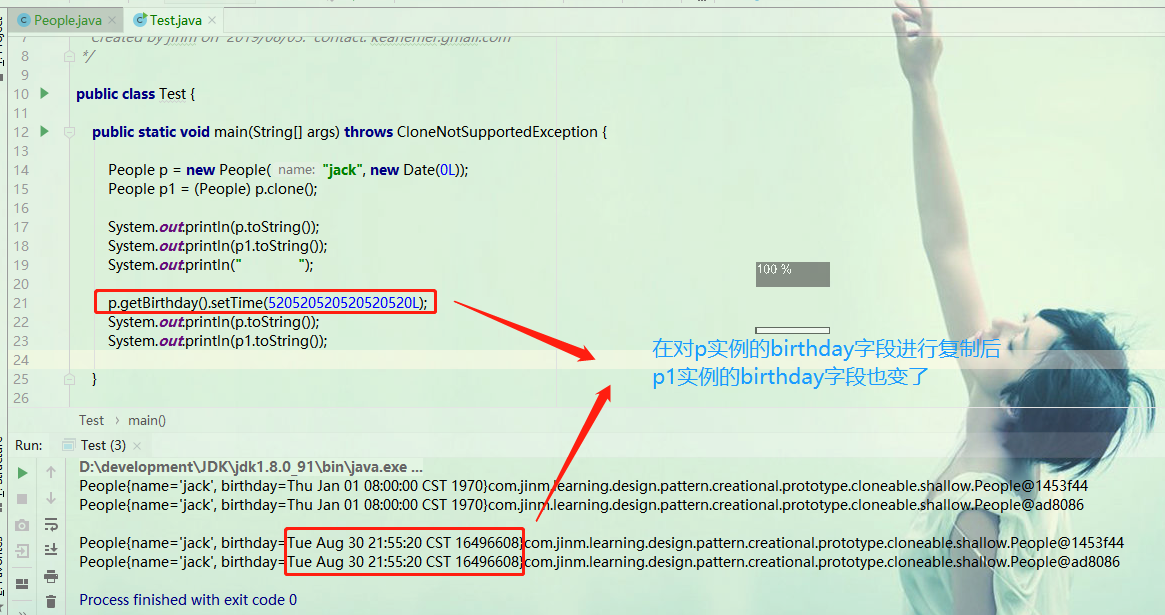 People.java
Test.java
7
Created by jinm on 2019/06/05. contact: keahemel.gmail.com
8 */
9
10 public class Test {
11
12 public static void main(String[] args) throws CloneNotSupportedException {
13
14 People p = new People( name: "jack", new Date(0L));
15 People p1 = (People) p.clone();
16
17 System.out.println(p.toString());
18 System.out.println(p1.toString());
19 System.out.println(" ");
20
21 p.getBirthday().setTime(520520520520520520L);
22 System.out.println(p.toString());
23 System.out.println(p1.toString());
24
25 }
26
100 %
在对p实例的birthday字段进行复制后
p1实例的birthday字段也变了
Test › main()
Run: Test (3)
D:\development\JDK\jdk1.8.0_91\bin\java.exe ...
People{name='jack', birthday=Thu Jan 01 08:00:00 CST 1970}com.jinm.learning.design.pattern.creational.prototype.cloneable.shallow.People@1453f44
People{name='jack', birthday=Thu Jan 01 08:00:00 CST 1970}com.jinm.learning.design.pattern.creational.prototype.cloneable.shallow.People@ad8086
People{name='jack', birthday=Tue Aug 30 21:55:20 CST 16496608}com.jinm.learning.design.pattern.creational.prototype.cloneable.shallow.People@1453f44
People{name='jack', birthday=Tue Aug 30 21:55:20 CST 16496608}com.jinm.learning.design.pattern.creational.prototype.cloneable.shallow.People@ad8086
Process finished with exit code 0